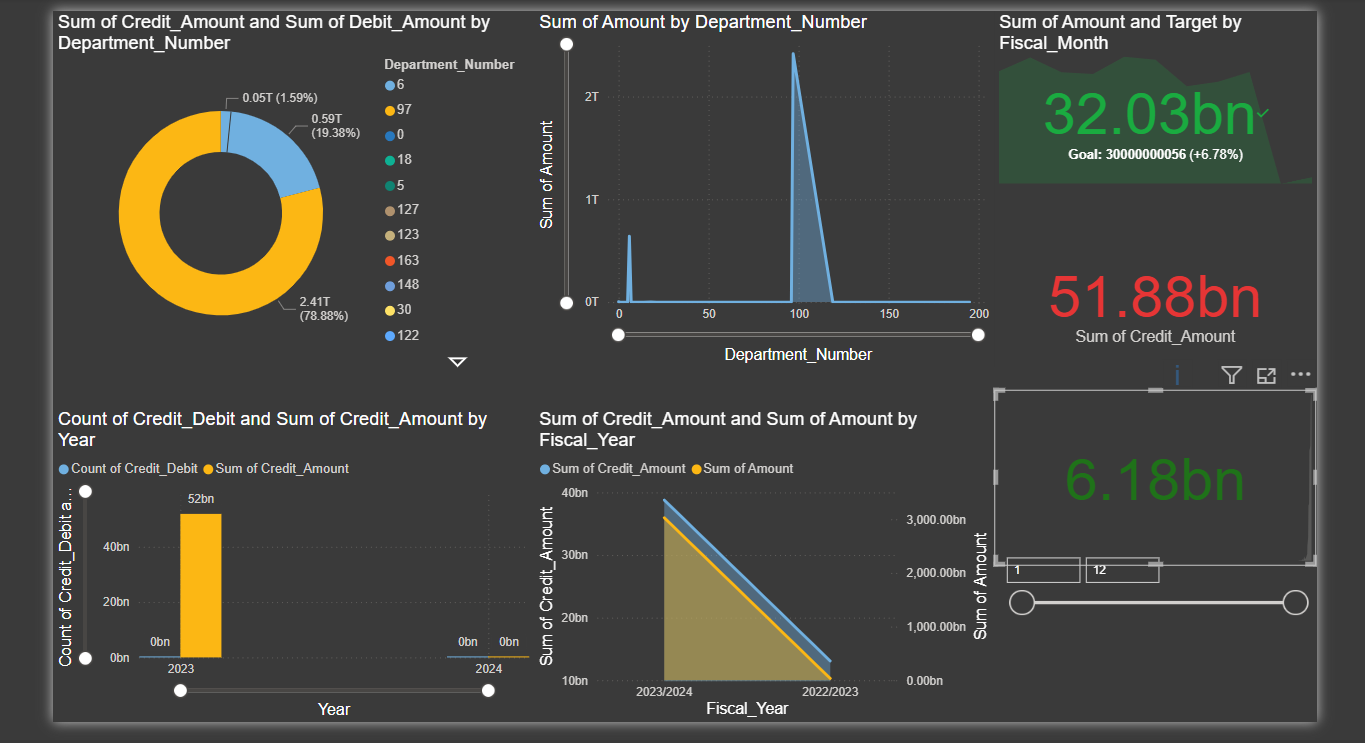 Sum of Credit_Amount and Sum of Debit_Amount by
Department_Number
Department_Number
6
97
0
18
5
127
123
163
148
30
122
0.05T (1.59%)
0.59T
(19.38%)
2.41T
(78.88%)
Sum of Amount by Department_Number
Sum of Amount
2T
1T
0T
0
50
100
150
200
Department_Number
Sum of Amount and Target by
Fiscal_Month
32.03bn
Goal: 30000000056 (+6.78%)
51.88bn
Sum of Credit_Amount
6.18bn
1
12
Count of Credit_Debit and Sum of Credit_Amount by
Year
Count of Credit_Debit
Sum of Credit_Amount
Count of Credit_Debit a...
40bn
20bn
0bn
0bn
52bn
0bn
0bn
2023
2024
Year
Sum of Credit_Amount and Sum of Amount by
Fiscal_Year
Sum of Credit_Amount
Sum of Amount
Sum of Credit_Amount
40bn
30bn
20bn
10bn
3,000.00bn
2,000.00bn
1,000.00bn
0.00bn
Sum of Amount
2023/2024
2022/2023
Fiscal_Year